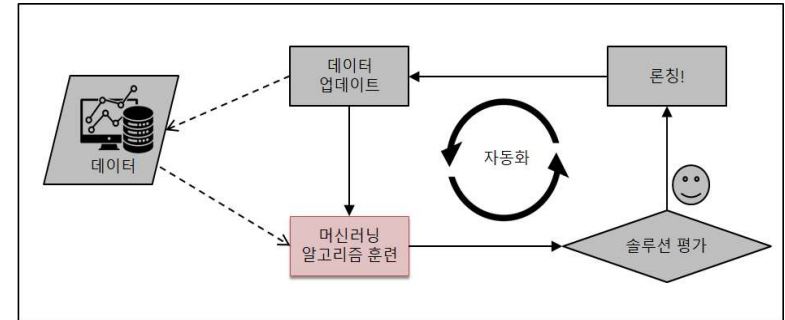 데이터
업데이트
론칭!
데이터
자동화
머신러닝
알고리즘 훈련
솔루션 평가